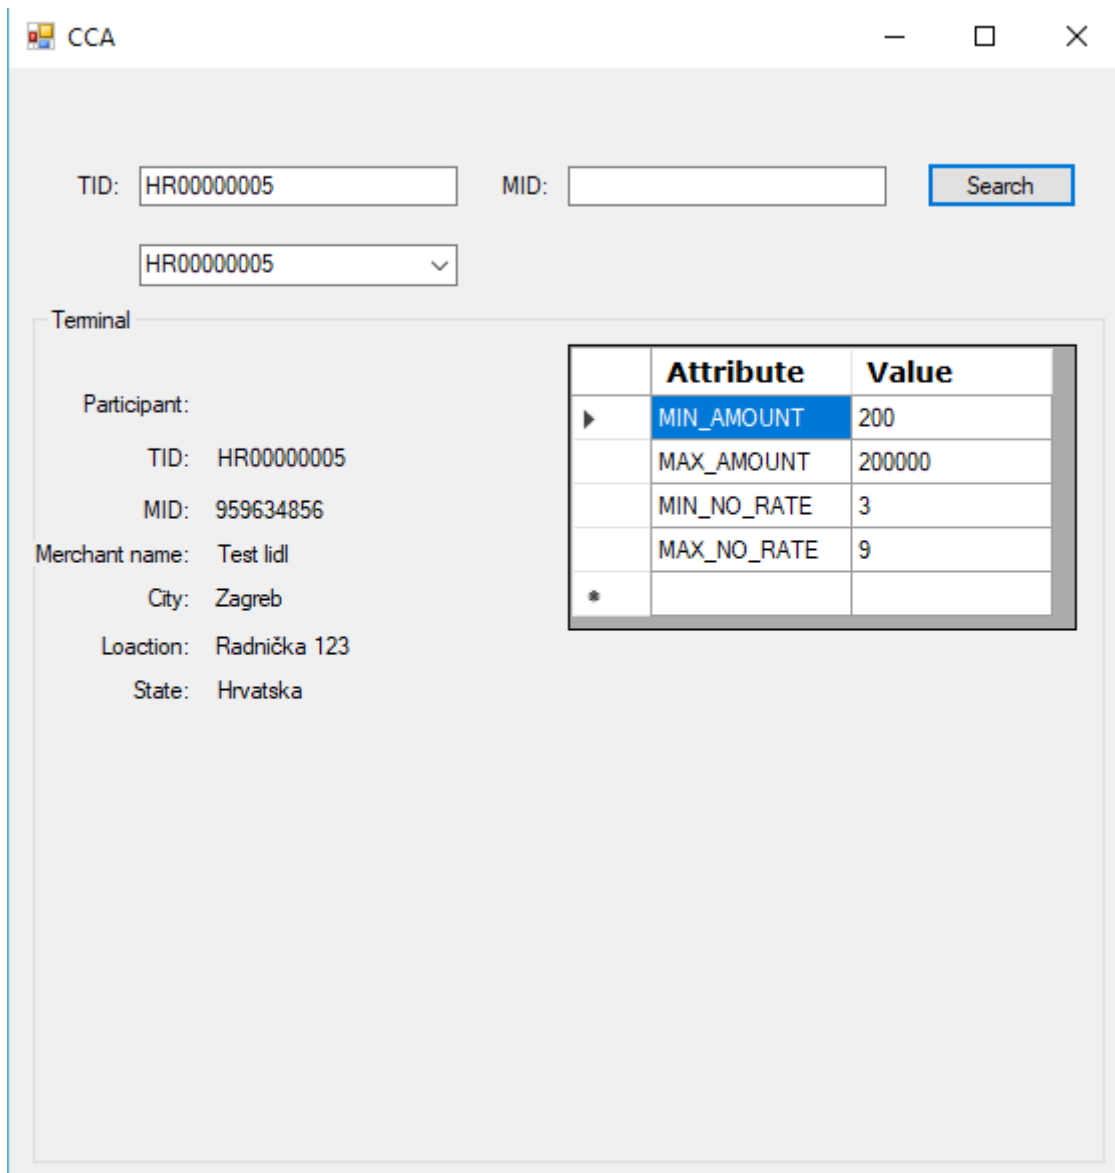 CCA
TID: HR00000005 MID: Search
HR00000005
Terminal
Attribute Value
MIN_AMOUNT 200
MAX_AMOUNT 200000
MIN_NO_RATE 3
MAX_NO_RATE 9
Participant:
TID: HR00000005
MID: 959634856
Merchant name: Test lidl
City: Zagreb
Loaction: Radnička 123
State: Hrvatska